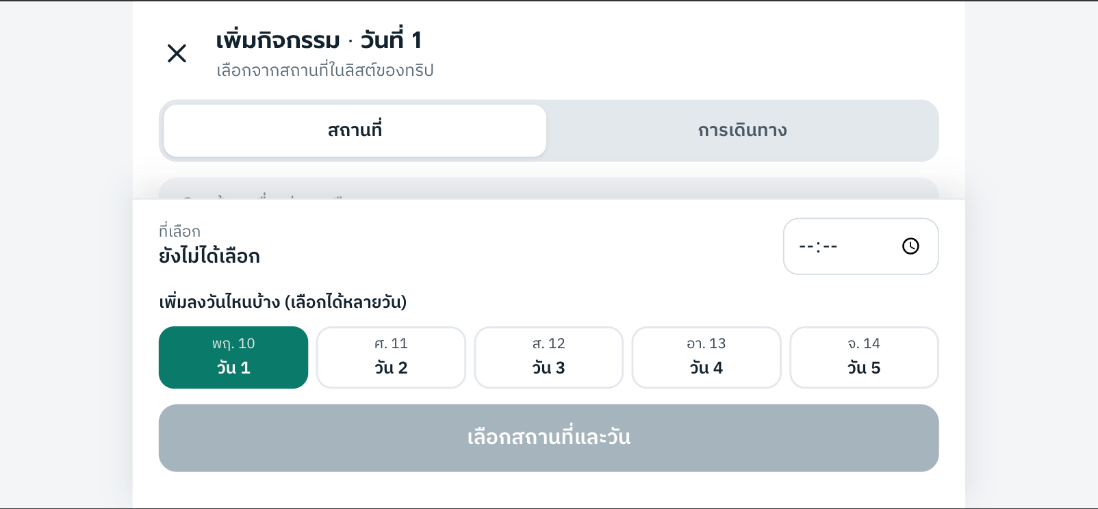 เพิ่มกิจกรรม · วันที่ 1
เลือกจากสถานที่ในลิสต์ของทริป
สถานที่
การเดินทาง
ที่เลือก
ยังไม่ได้เลือก
--:--
เพิ่มลงวันไหนบ้าง (เลือกได้หลายวัน)
พฤ. 10
วัน 1
ศ. 11
วัน 2
ส. 12
วัน 3
อา. 13
วัน 4
จ. 14
วัน 5
เลือกสถานที่และวัน